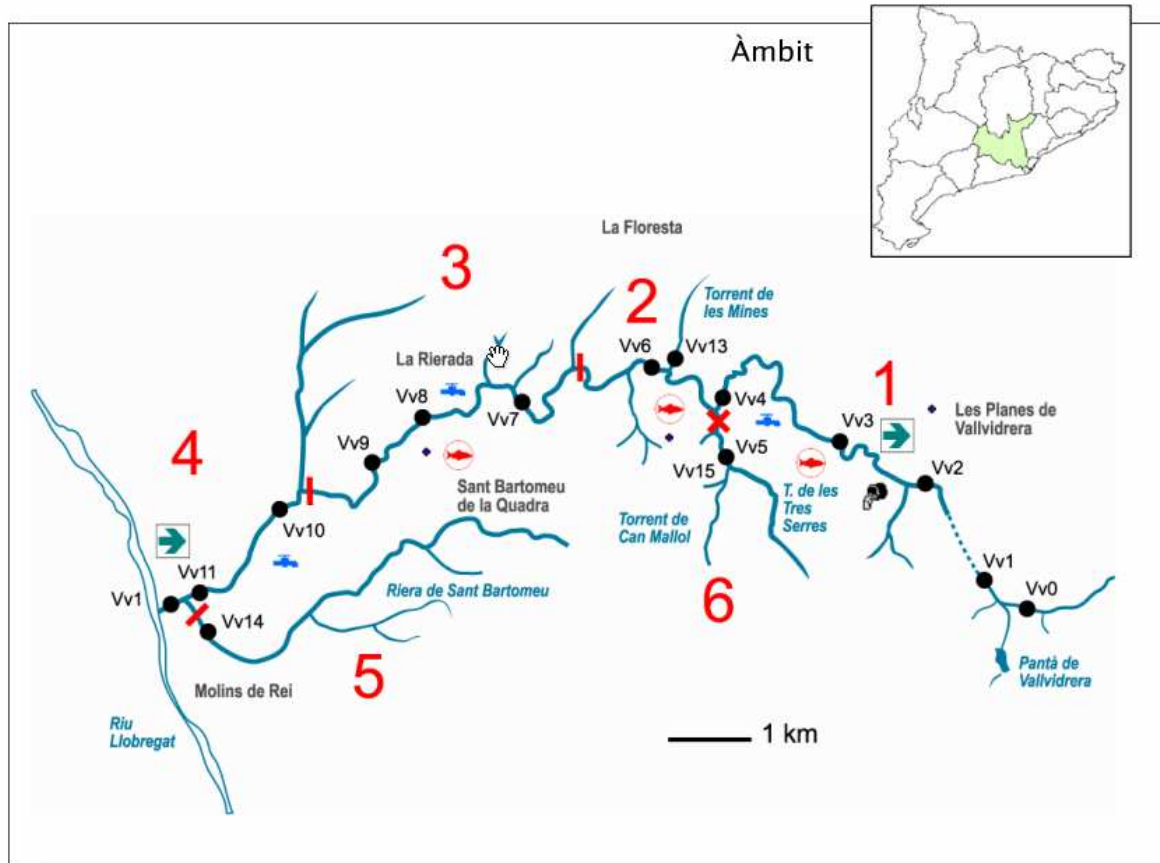 Àmbit
La Floresta
3
2
Torrent de
les Mines
Vv6
Vv13
1
La Rierada
Vv8
Vv7
Vv4
Vv3
Les Planes de
Vallvidrera
4
Vv9
Vv5
Vv2
Vv15
Sant Bartomeu
de la Quadra
T. de les
Tres
Serres
Vv10
Torrent de
Can Mallol
Vv11
Vv1
Riera de Sant Bartomeu
6
Vv1
Vv0
Vv14
5
Molins de Rei
Pantà de
Vallvidrera
Riu
Llobregat
1 km